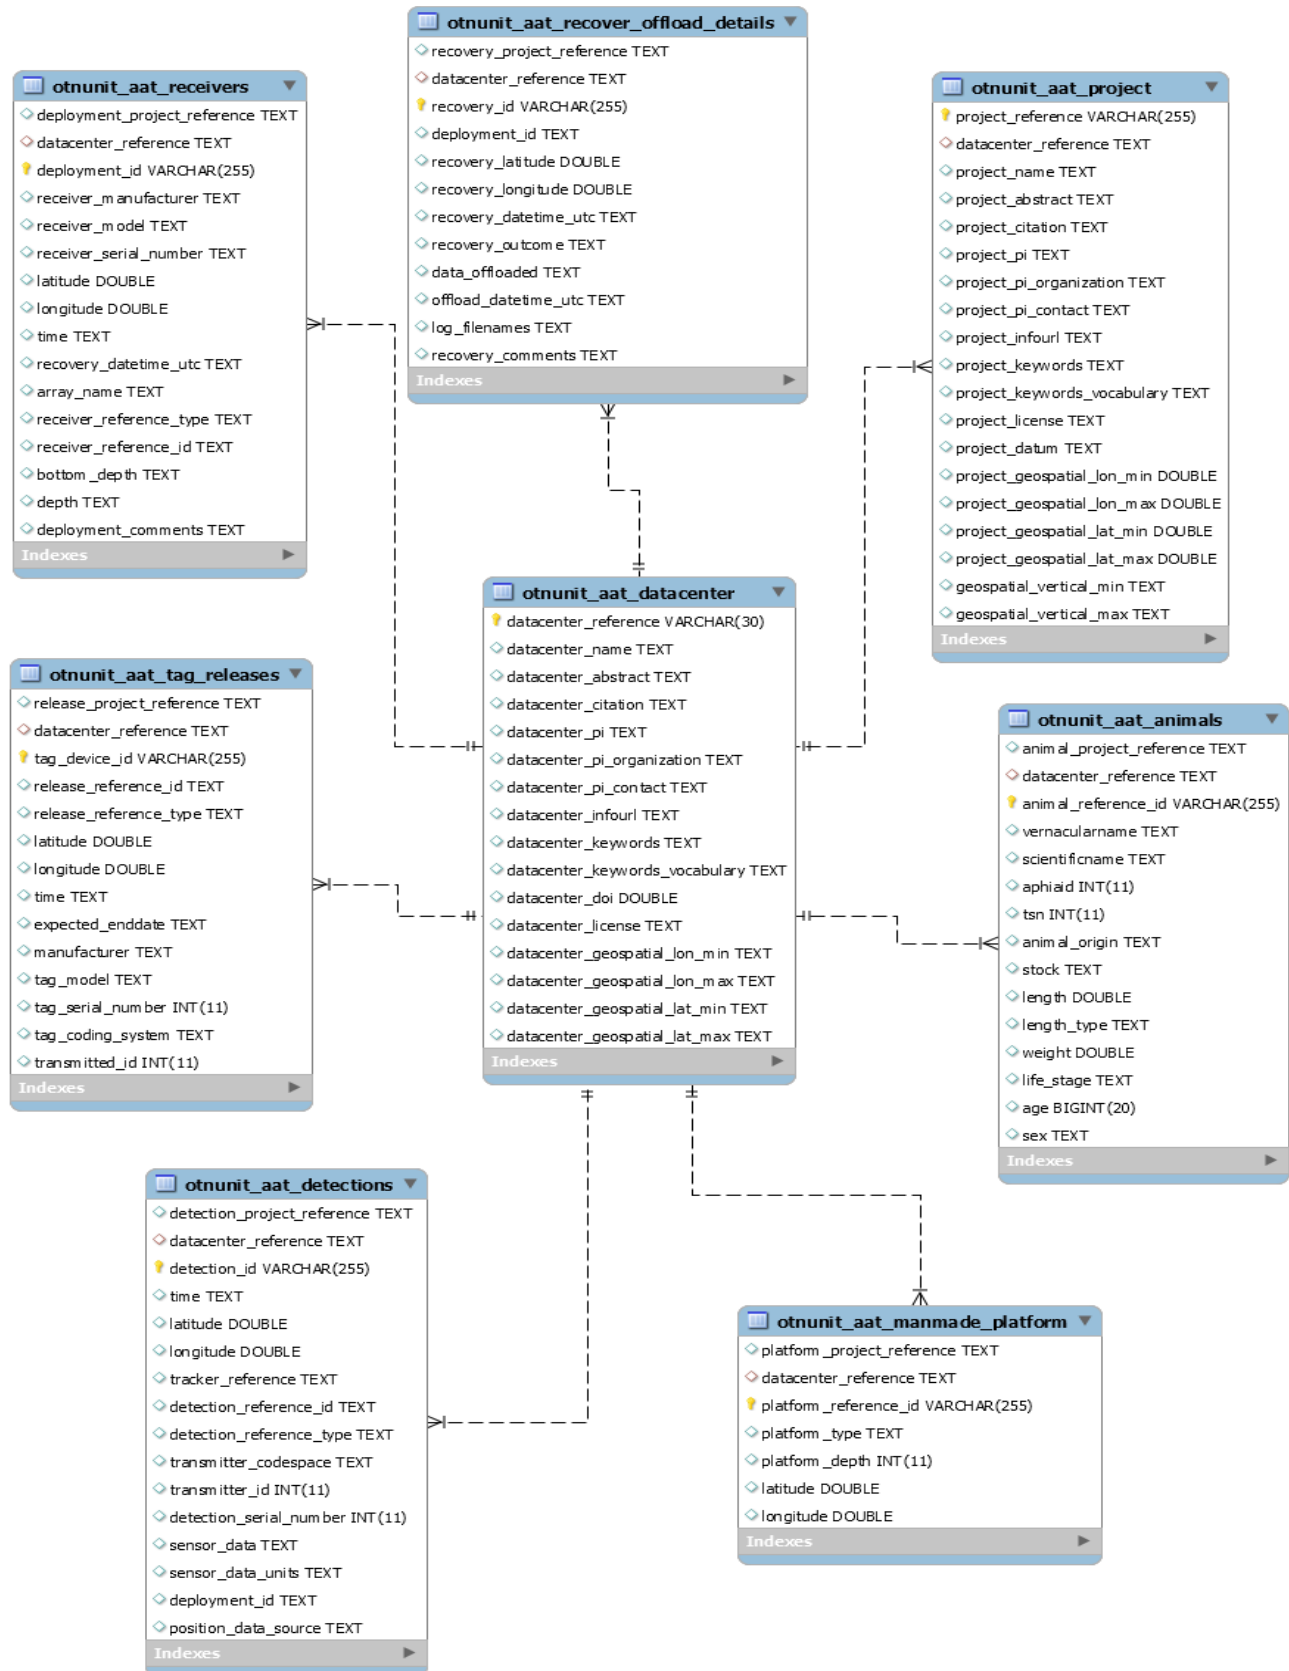 otnunit_aat_recover_offload_details
recovery_project_reference TEXT
datacenter_reference TEXT
recovery_id VARCHAR(255)
deployment_id TEXT
recovery_latitude DOUBLE
recovery_longitude DOUBLE
recovery_datetime_utc TEXT
recovery_outcome TEXT
data_offloaded TEXT
offload_datetime_utc TEXT
log_filenames TEXT
recovery_comments TEXT
Indexes
otnunit_aat_receivers
deployment_project_reference TEXT
datacenter_reference TEXT
deployment_id VARCHAR(255)
receiver_manufacturer TEXT
receiver_model TEXT
receiver_serial_number TEXT
latitude DOUBLE
longitude DOUBLE
time TEXT
recovery_datetime_utc TEXT
array_name TEXT
receiver_reference_type TEXT
receiver_reference_id TEXT
bottom_depth TEXT
depth TEXT
deployment_comments TEXT
Indexes
otnunit_aat_project
project_reference VARCHAR(255)
datacenter_reference TEXT
project_name TEXT
project_abstract TEXT
project_citation TEXT
project_pi TEXT
project_pi_organization TEXT
project_pi_contact TEXT
project_infourl TEXT
project_keywords TEXT
project_keywords_vocabulary TEXT
project_license TEXT
project_datum TEXT
project_geospatial_lon_min DOUBLE
project_geospatial_lon_max DOUBLE
project_geospatial_lat_min DOUBLE
project_geospatial_lat_max DOUBLE
geospatial_vertical_min TEXT
geospatial_vertical_max TEXT
Indexes
otnunit_aat_datacenter
datacenter_reference VARCHAR(30)
datacenter_name TEXT
datacenter_abstract TEXT
datacenter_citation TEXT
datacenter_pi TEXT
datacenter_pi_organization TEXT
datacenter_pi_contact TEXT
datacenter_infourl TEXT
datacenter_keywords TEXT
datacenter_keywords_vocabulary TEXT
datacenter_doi DOUBLE
datacenter_license TEXT
datacenter_geospatial_lon_min TEXT
datacenter_geospatial_lon_max TEXT
datacenter_geospatial_lat_min TEXT
datacenter_geospatial_lat_max TEXT
Indexes
otnunit_aat_tag_releases
release_project_reference TEXT
datacenter_reference TEXT
tag_device_id VARCHAR(255)
release_reference_id TEXT
release_reference_type TEXT
latitude DOUBLE
longitude DOUBLE
time TEXT
expected_enddate TEXT
manufacturer TEXT
tag_model TEXT
tag_serial_number INT(11)
tag_coding_system TEXT
transmitted_id INT(11)
Indexes
otnunit_aat_animals
animal_project_reference TEXT
datacenter_reference TEXT
animal_reference_id VARCHAR(255)
vernacularname TEXT
scientificname TEXT
aphiaid INT(11)
tsn INT(11)
animal_origin TEXT
stock TEXT
length DOUBLE
length_type TEXT
weight DOUBLE
life_stage TEXT
age BIGINT(20)
sex TEXT
Indexes
otnunit_aat_detections
detection_project_reference TEXT
datacenter_reference TEXT
detection_id VARCHAR(255)
time TEXT
latitude DOUBLE
longitude DOUBLE
tracker_reference TEXT
detection_reference_id TEXT
detection_reference_type TEXT
transmitter_codespace TEXT
transmitter_id INT(11)
detection_serial_number INT(11)
sensor_data TEXT
sensor_data_units TEXT
deployment_id TEXT
position_data_source TEXT
Indexes
otnunit_aat_manmade_platform
platform_project_reference TEXT
datacenter_reference TEXT
platform_reference_id VARCHAR(255)
platform_type TEXT
platform_depth INT(11)
latitude DOUBLE
longitude DOUBLE
Indexes